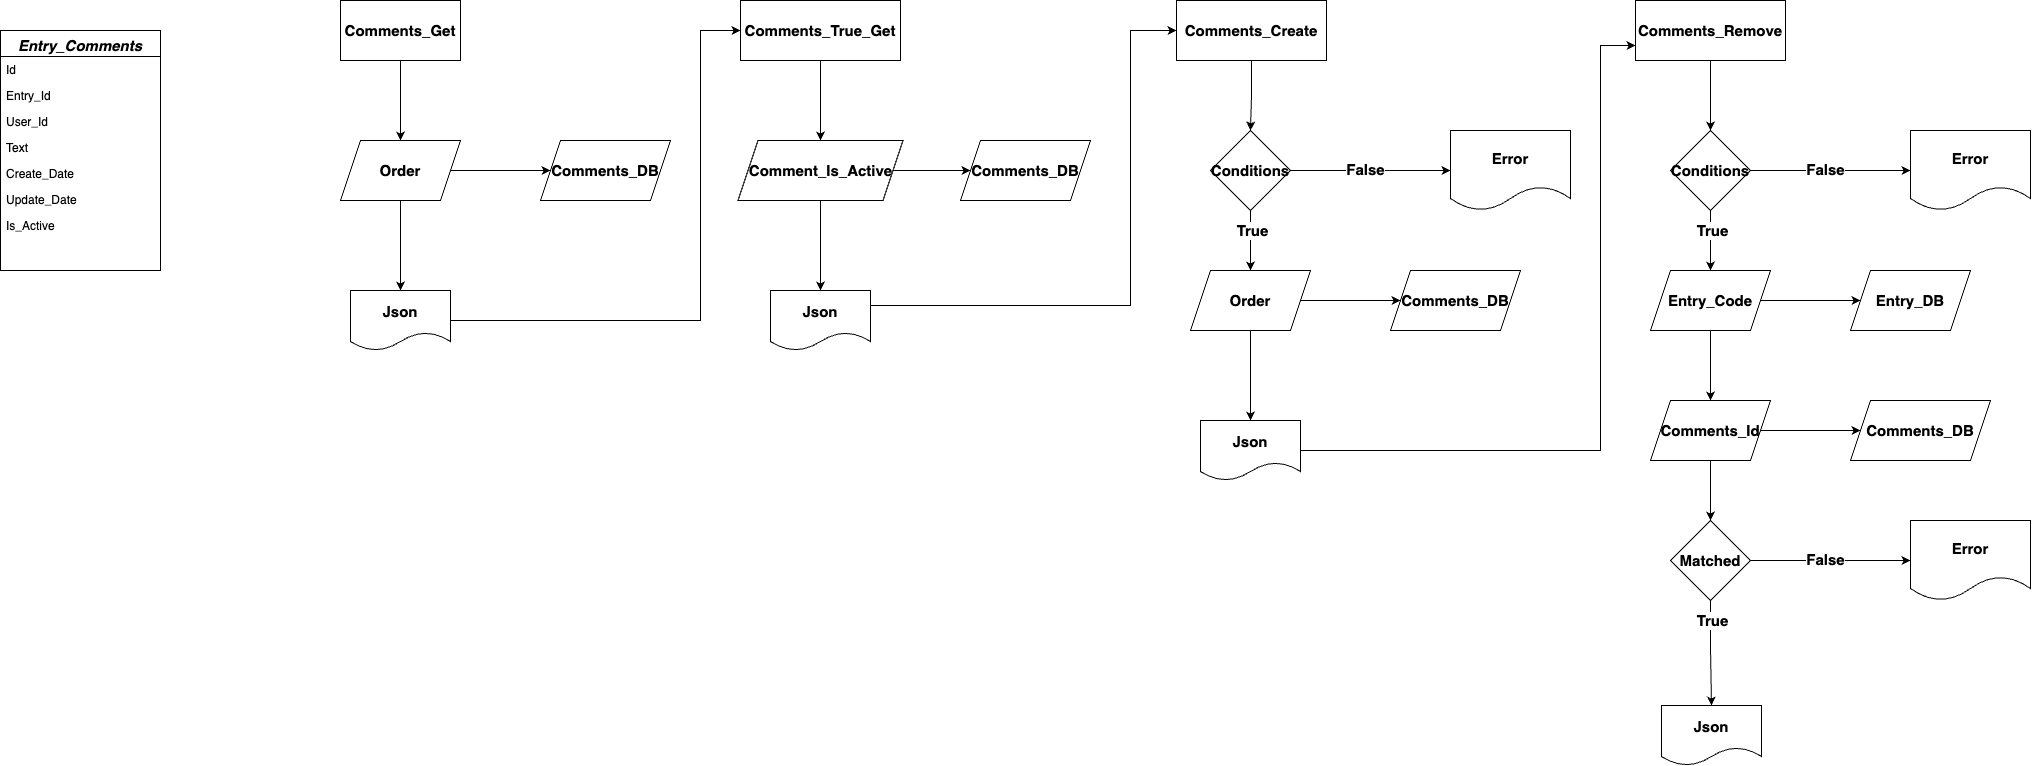 Entry_Comments
Id
Entry_Id
User_Id
Text
Create_Date
Update_Date
Is_Active
Comments_Get
Order
Comments_DB
Json
Comments_True_Get
Comment_Is_Active
Comments_DB
Json
Comments_Create
Conditions
False
Error
True
Order
Comments_DB
Json
Comments_Remove
Conditions
False
Error
True
Entry_Code
Entry_DB
Comments_Id
Comments_DB
Matched
False
Error
True
Json